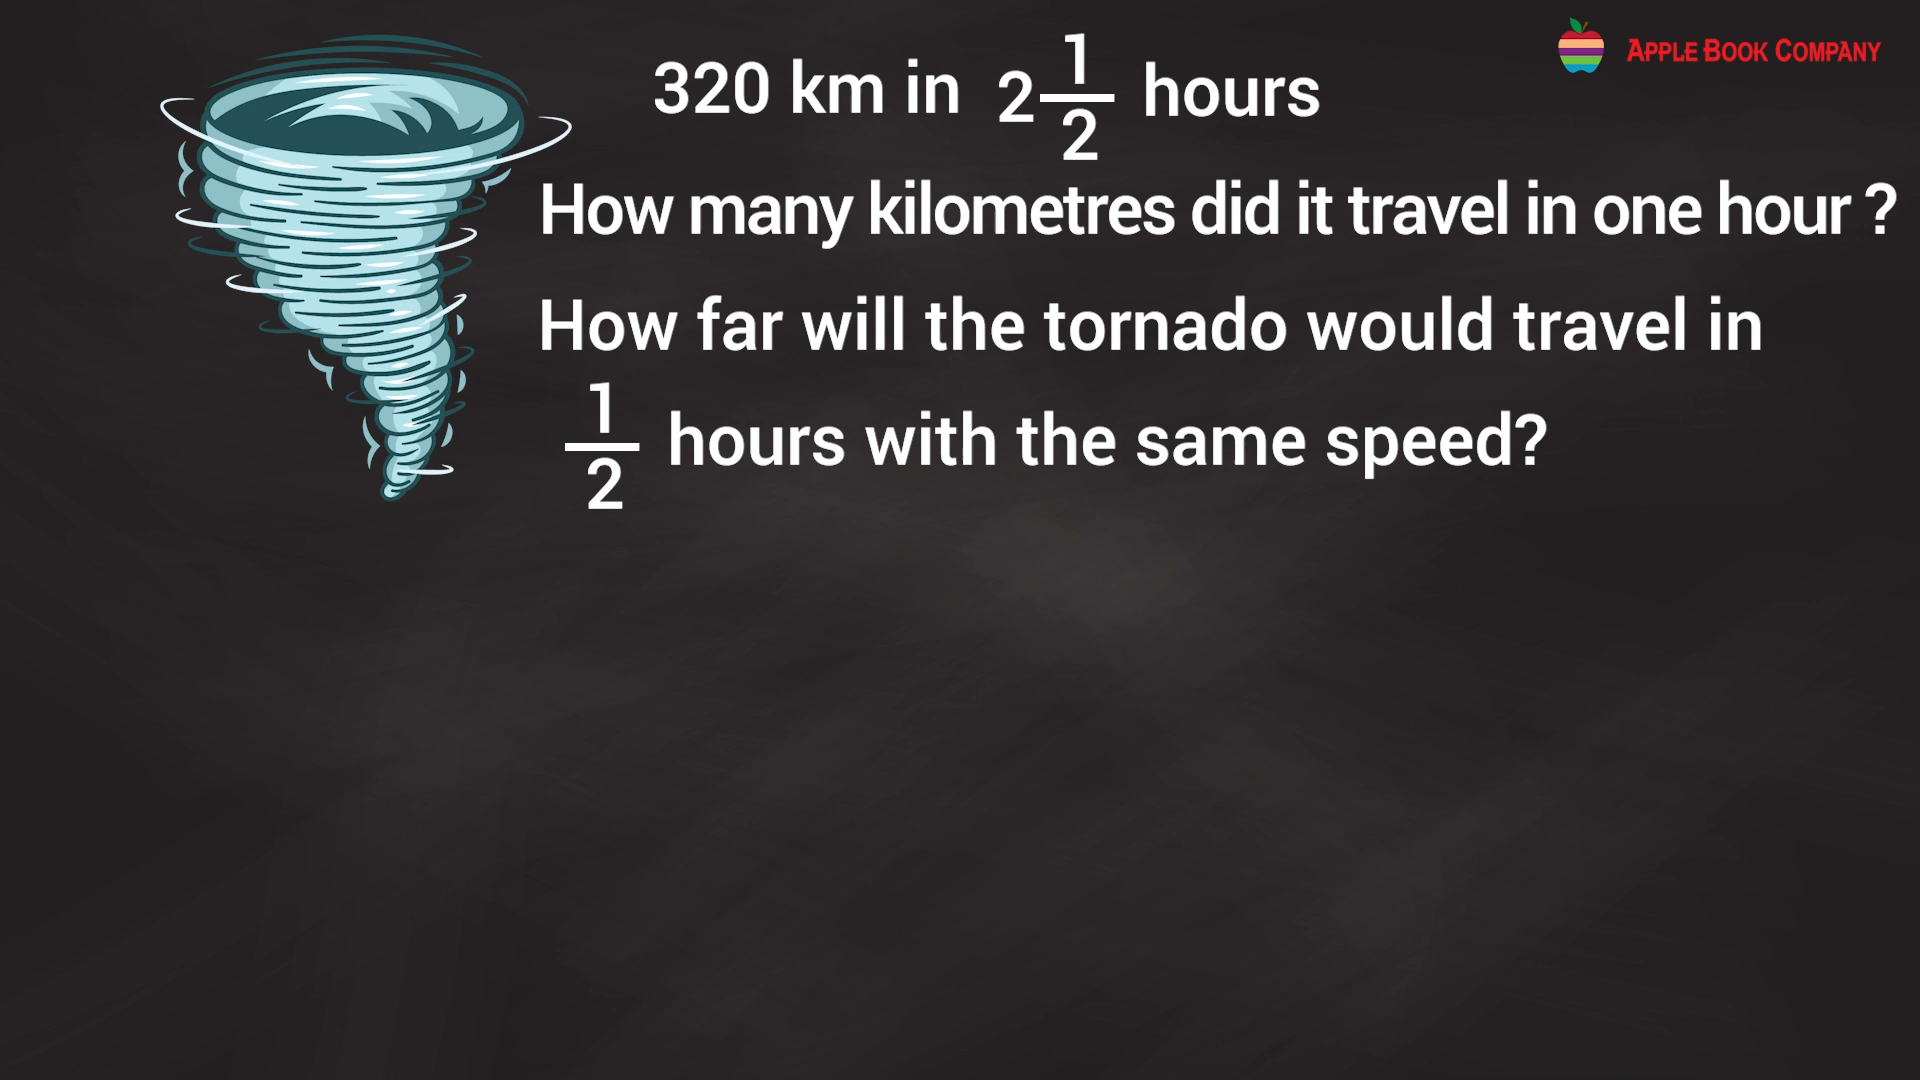 320 km in 2 1/2 hours
APPLE BOOK COMPANY
How many kilometres did it travel in one hour ?
How far will the tornado would travel in
1/2 hours with the same speed?